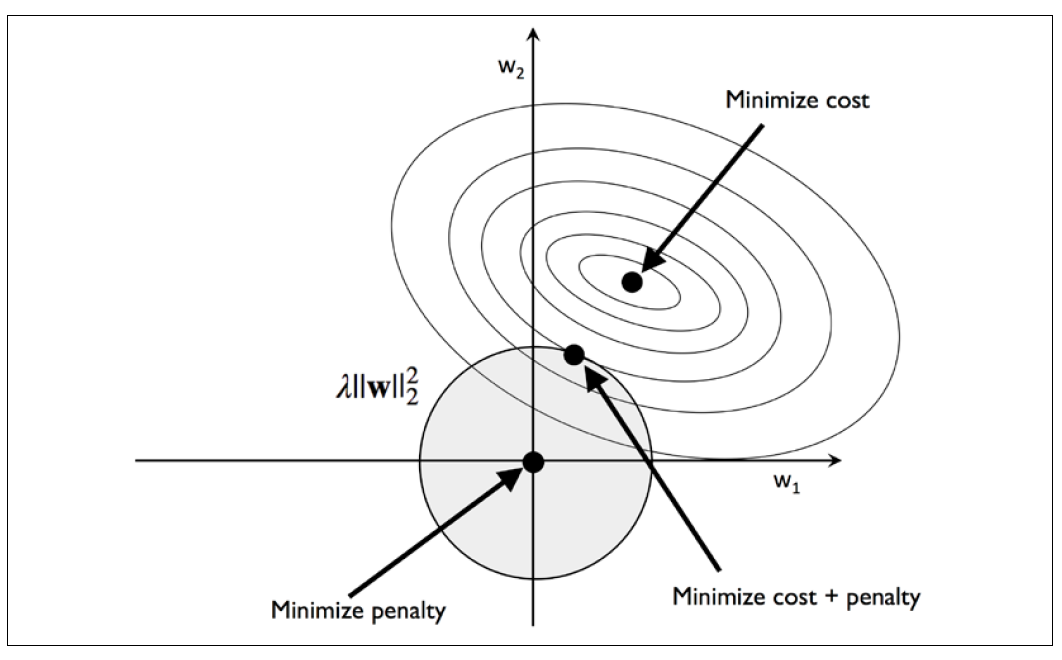 w₂
Minimize cost
λ||w||₂²
w₁
Minimize cost + penalty
Minimize penalty